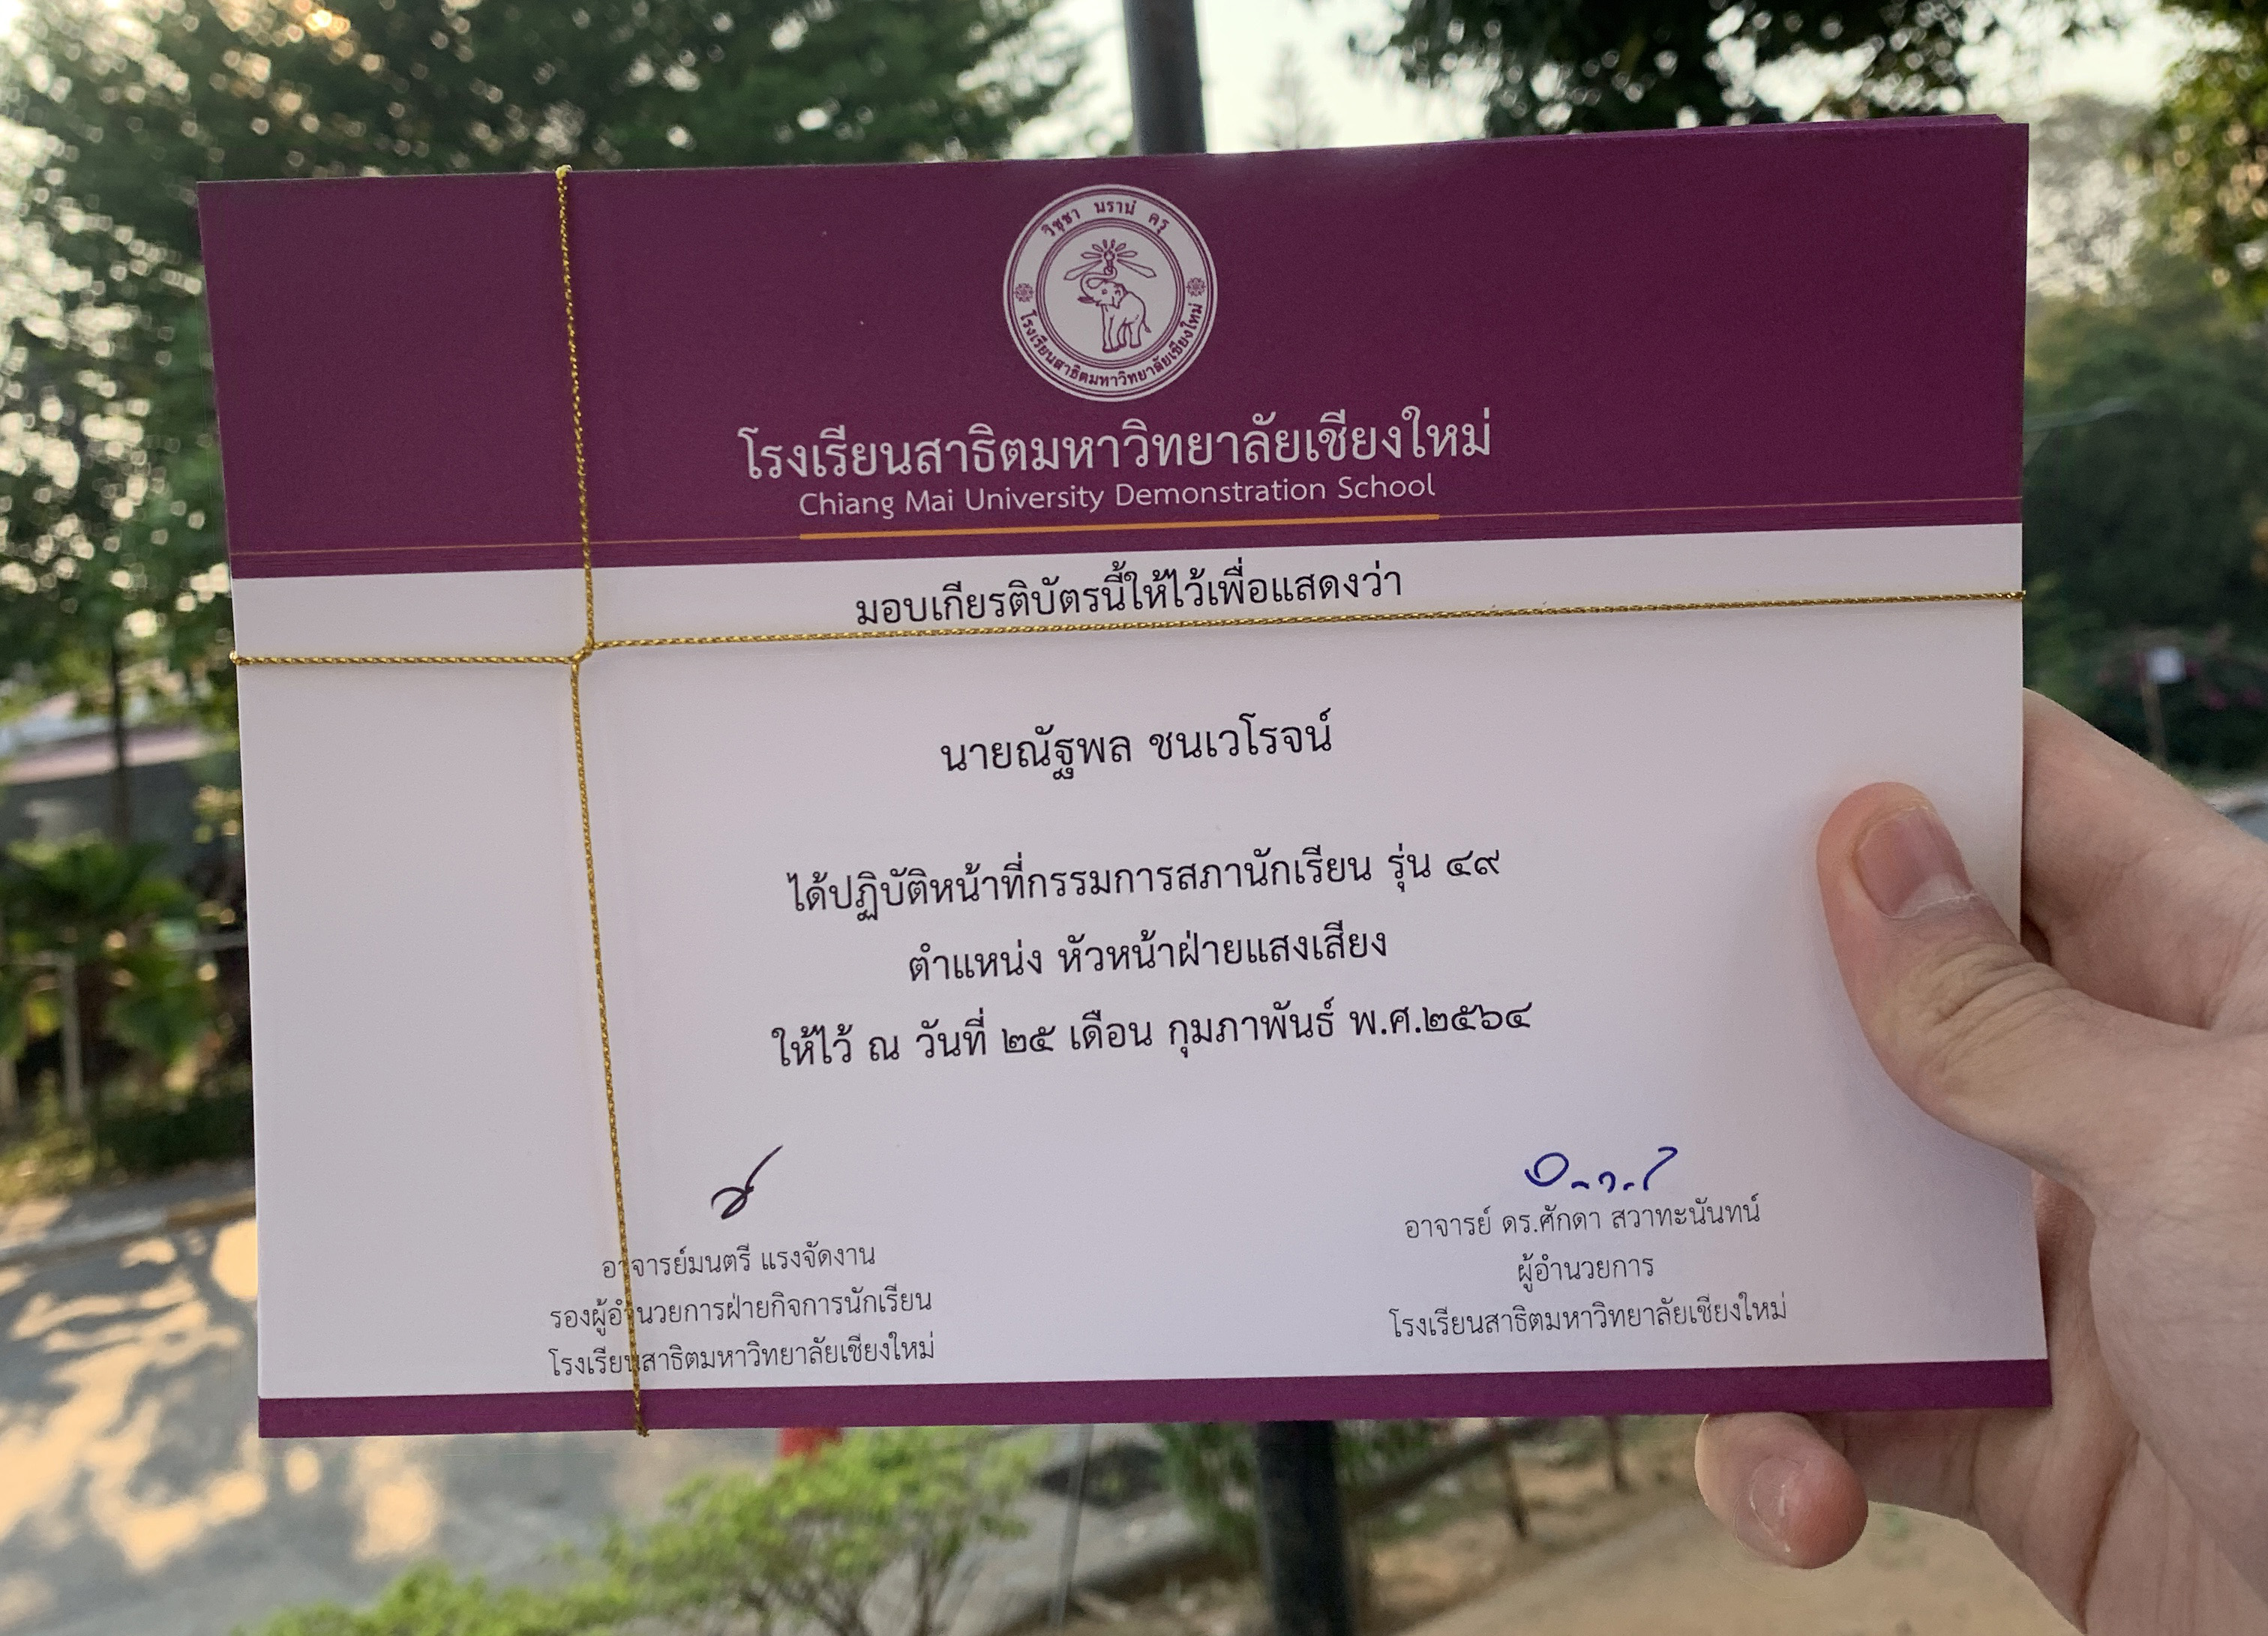 วิชฺชา นรานํ ครุ
โรงเรียนสาธิตมหาวิทยาลัยเชียงใหม่
โรงเรียนสาธิตมหาวิทยาลัยเชียงใหม่
Chiang Mai University Demonstration School
มอบเกียรติบัตรนี้ให้ไว้เพื่อแสดงว่า
นายณัฐพล ชนเวโรจน์
ได้ปฏิบัติหน้าที่กรรมการสภานักเรียน รุ่น ๔๙
ตำแหน่ง หัวหน้าฝ่ายแสงเสียง
ให้ไว้ ณ วันที่ ๒๕ เดือน กุมภาพันธ์ พ.ศ.๒๕๖๔
อาจารย์มนตรี แรงจัดงาน
รองผู้อำนวยการฝ่ายกิจการนักเรียน
โรงเรียนสาธิตมหาวิทยาลัยเชียงใหม่
อาจารย์ ดร.ศักดา สวาทะนันทน์
ผู้อำนวยการ
โรงเรียนสาธิตมหาวิทยาลัยเชียงใหม่